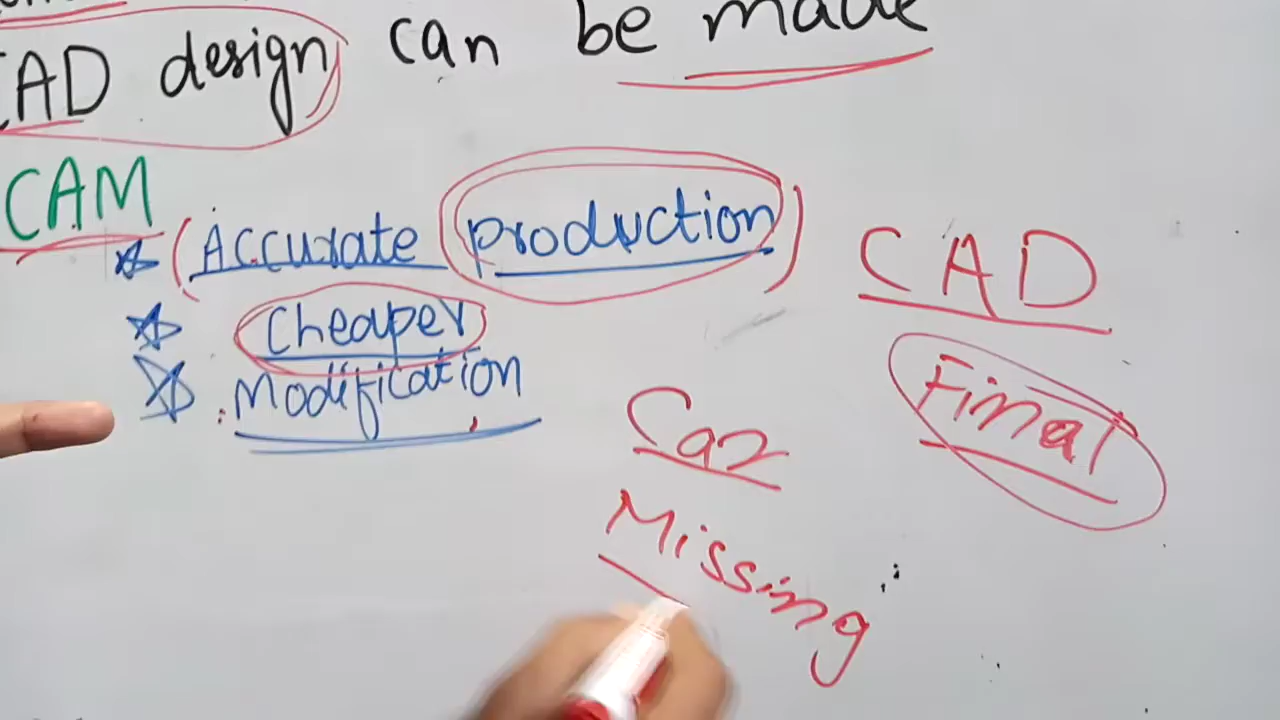 CAD design can be made
CAM
Accurate production
Cheaper
Modification
CAD
Final
Car
Missing